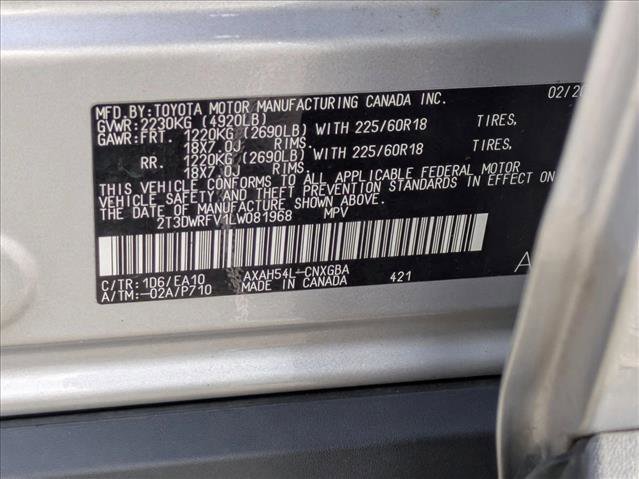 MFD.BY:TOYOTA MOTOR MANUFACTURING CANADA INC. 02/20
GVWR:2230KG (4920LB)
GAWR:FRT. 1220KG (2690LB) WITH 225/60R18 TIRES.
18X7.0J RIMS.
RR. 1220KG (2690LB) WITH 225/60R18 TIRES.
18X7.0J RIMS.
THIS VEHICLE CONFORMS TO ALL APPLICABLE FEDERAL MOTOR
VEHICLE SAFETY AND THEFT PREVENTION STANDARDS IN EFFECT ON
THE DATE OF MANUFACTURE SHOWN ABOVE.
2T3DWRFV1LW081968 MPV
C/TR:1D6/EA10 AXAH54L-CNXGBA 421 A
A/TM:-02A/P710 MADE IN CANADA